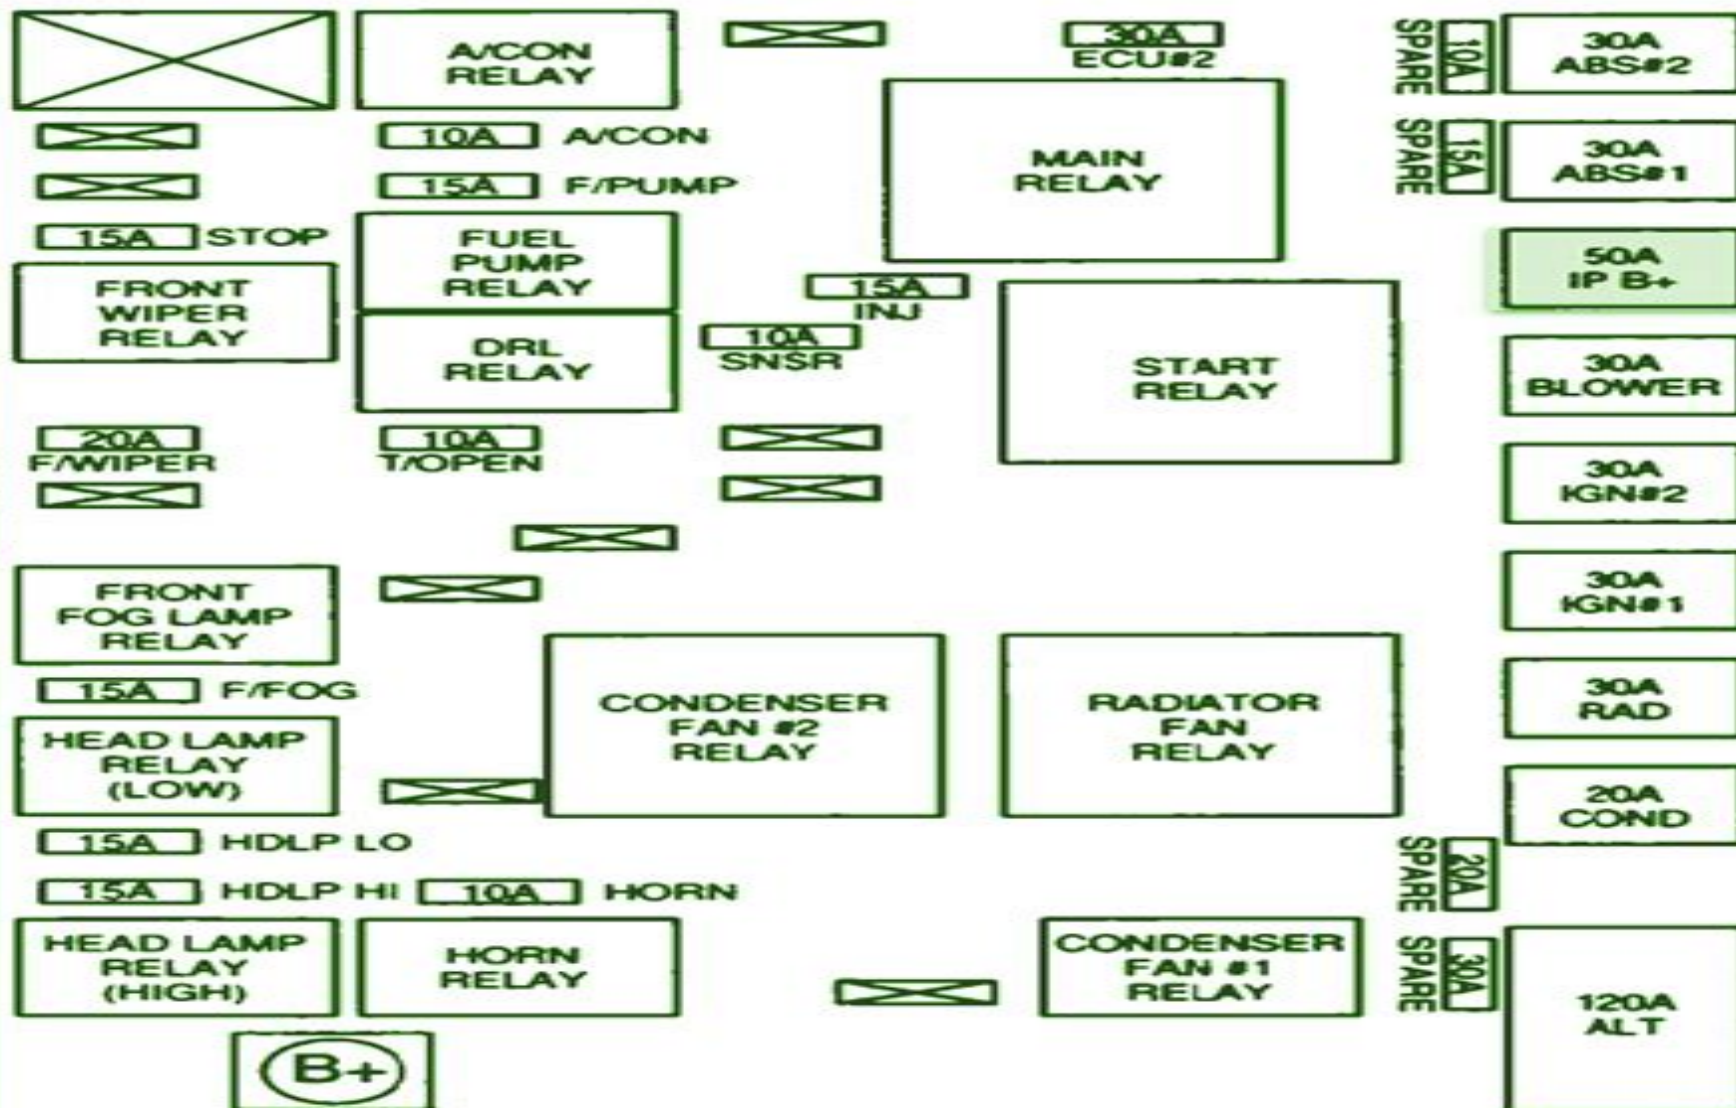 A/CON
RELAY
30A
ECU#2
SPARE
10A
30A
ABS#2
10A A/CON
15A F/PUMP
MAIN
RELAY
SPARE
15A
30A
ABS#1
15A STOP
FUEL
PUMP
RELAY
50A
IP B+
FRONT
WIPER
RELAY
15A
INJ
DRL
RELAY
10A
SNSR
START
RELAY
30A
BLOWER
20A
F/WIPER
10A
T/OPEN
30A
IGN#2
FRONT
FOG LAMP
RELAY
30A
IGN#1
15A F/FOG
CONDENSER
FAN #2
RELAY
RADIATOR
FAN
RELAY
30A
RAD
HEAD LAMP
RELAY
(LOW)
20A
COND
15A HDLP LO
SPARE
20A
15A HDLP HI 10A HORN
HEAD LAMP
RELAY
(HIGH)
HORN
RELAY
CONDENSER
FAN #1
RELAY
SPARE
30A
120A
ALT
B+